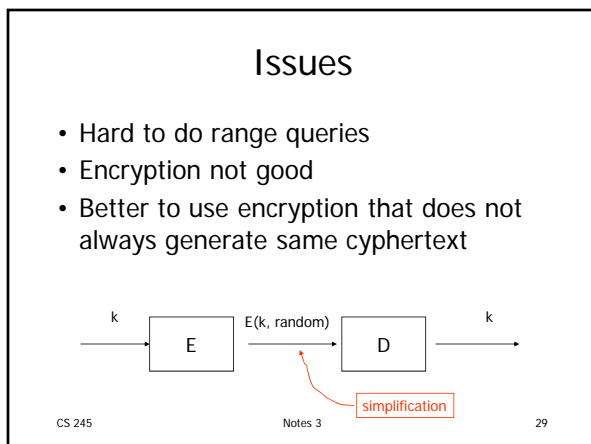 Issues
• Hard to do range queries
• Encryption not good
• Better to use encryption that does not
always generate same cyphertext
k
E
E(k, random)
D
k
simplification
CS 245
Notes 3
29